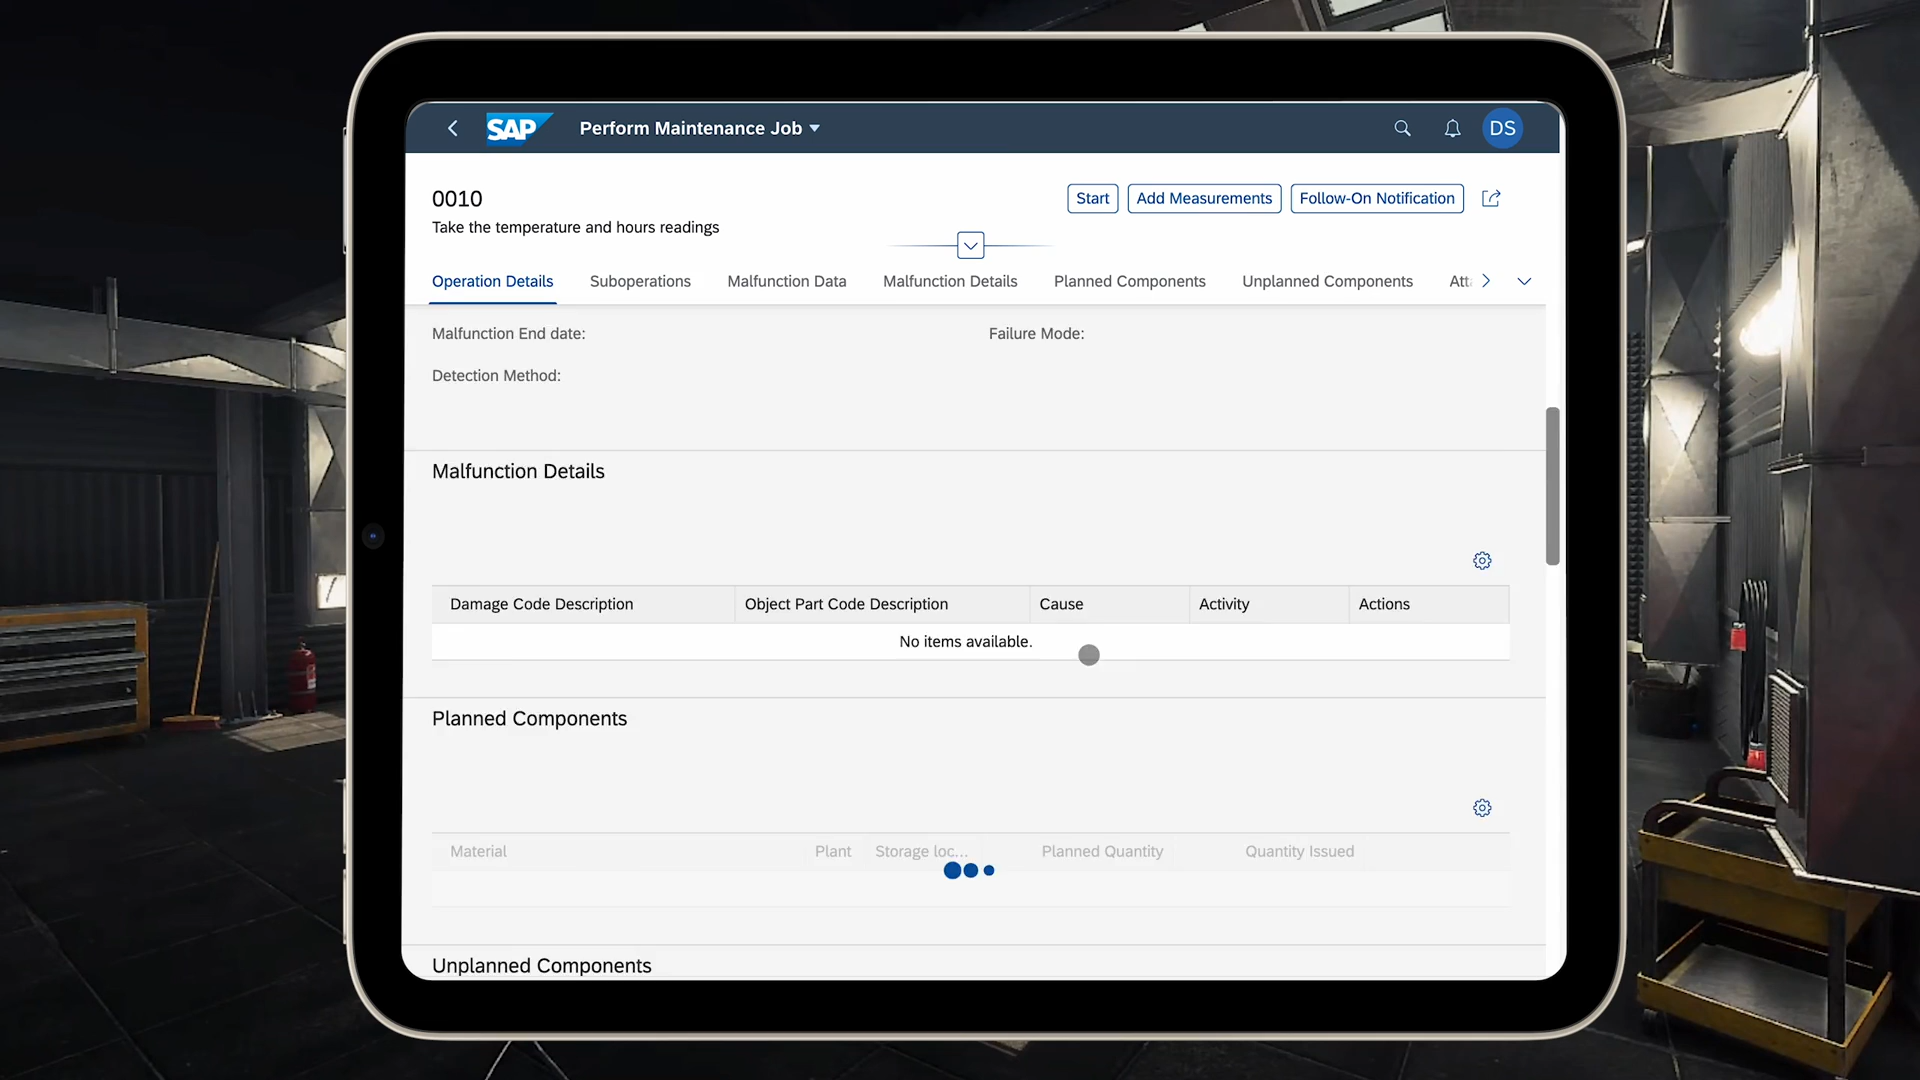 SAP Perform Maintenance Job DS
0010 Start Add Measurements Follow-On Notification
Take the temperature and hours readings
Operation Details Suboperations Malfunction Data Malfunction Details Planned Components Unplanned Components Att
Malfunction End date: Failure Mode:
Detection Method:
Malfunction Details
Damage Code Description Object Part Code Description Cause Activity Actions
No items available.
Planned Components
Material Plant Storage loc... Planned Quantity Quantity Issued
Unplanned Components